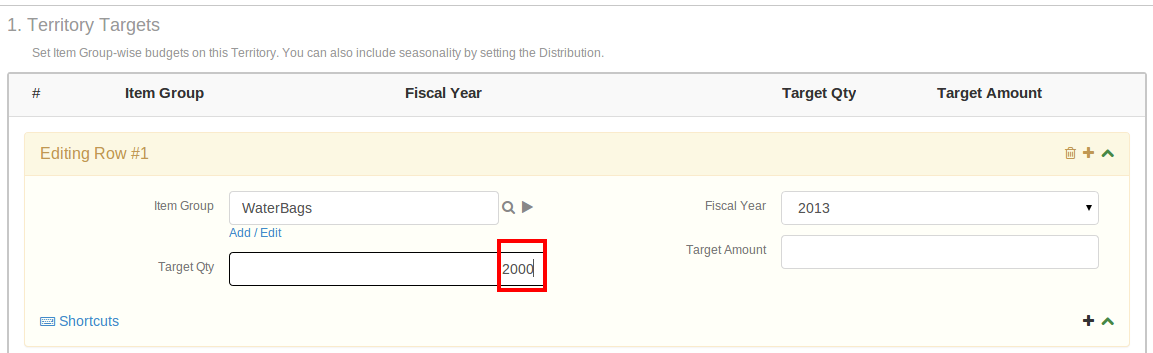 1. Territory Targets
Set Item Group-wise budgets on this Territory. You can also include seasonality by setting the Distribution.
# Item Group Fiscal Year Target Qty Target Amount
Editing Row #1
Item Group WaterBags Fiscal Year 2013
Add / Edit
Target Amount
Target Qty 2000
Shortcuts